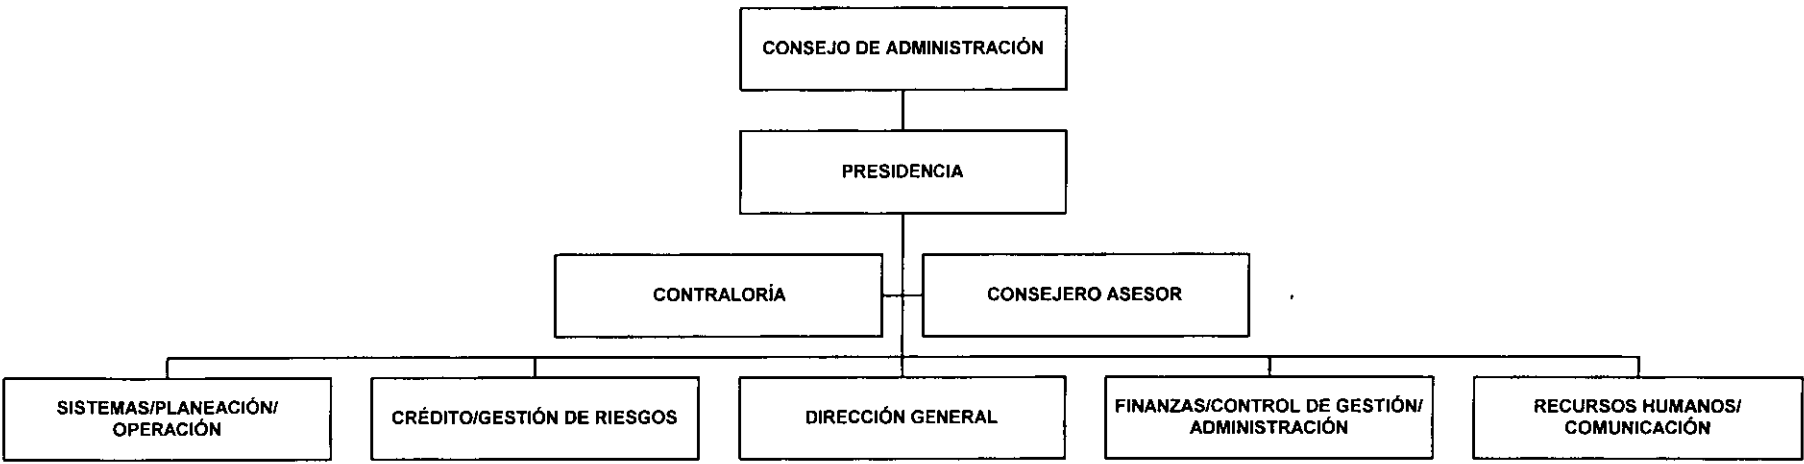 CONSEJO DE ADMINISTRACIÓN
PRESIDENCIA
CONTRALORÍA
CONSEJERO ASESOR
SISTEMAS/PLANEACIÓN/
OPERACIÓN
CRÉDITO/GESTIÓN DE RIESGOS
DIRECCIÓN GENERAL
FINANZAS/CONTROL DE GESTIÓN/
ADMINISTRACIÓN
RECURSOS HUMANOS/
COMUNICACIÓN